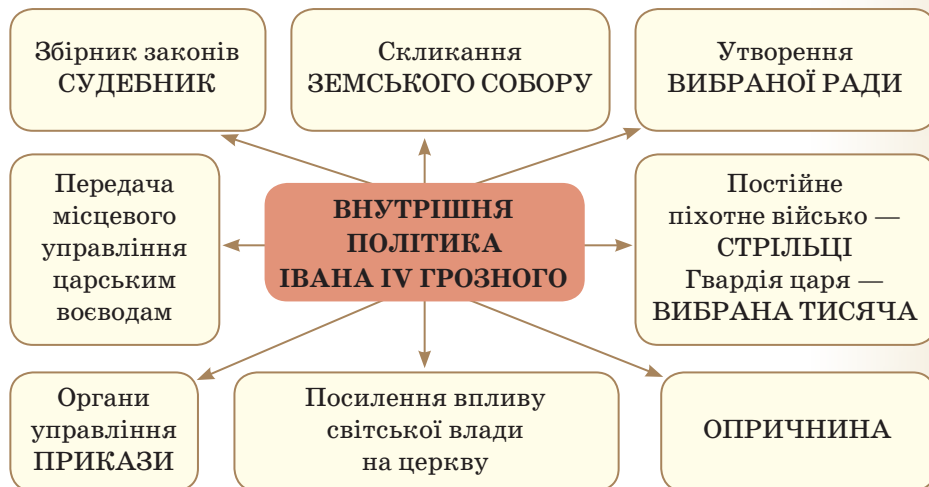 Збірник законів
СУДЕБНИК
Скликання
ЗЕМСЬКОГО СОБОРУ
Утворення
ВИБРАНОЇ РАДИ
Передача
місцевого
управління
царським
воєводам
ВНУТРІШНЯ
ПОЛІТИКА
ІВАНА IV ГРОЗНОГО
Постійне
піхотне військо —
СТРІЛЬЦІ
Гвардія царя —
ВИБРАНА ТИСЯЧА
Органи
управління
ПРИКАЗИ
Посилення впливу
світської влади
на церкву
ОПРИЧНИНА